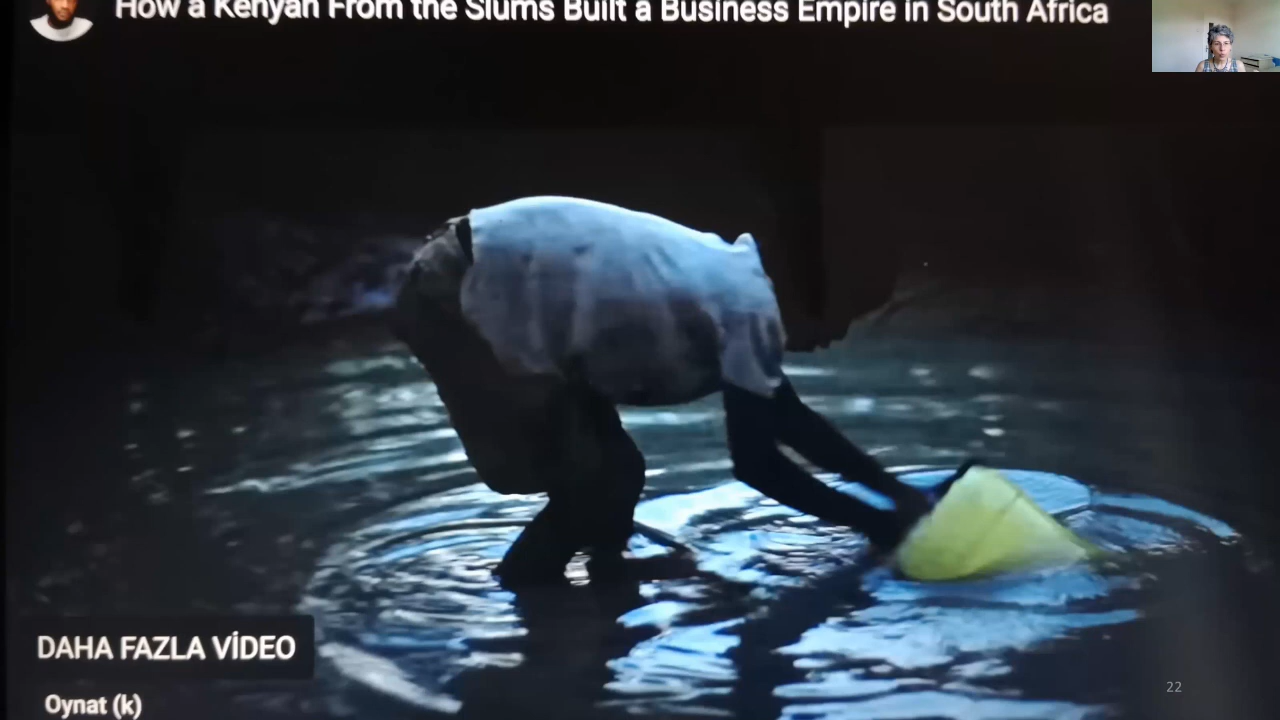 How a Kenyan From the Slums Built a Business Empire in South Africa
DAHA FAZLA VİDEO
Oynat (k)
22